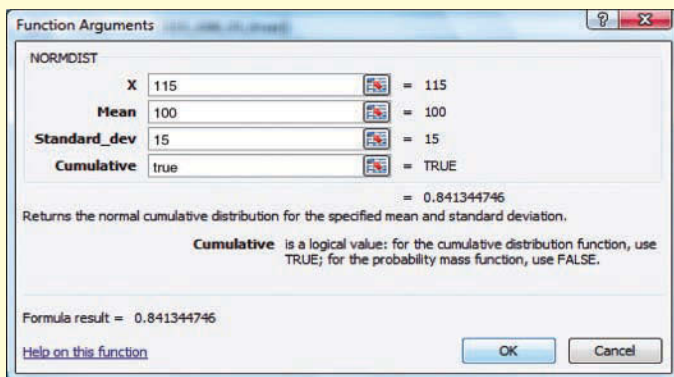 Function Arguments
NORMDIST
X 115 = 115
Mean 100 = 100
Standard_dev 15 = 15
Cumulative true = TRUE
= 0.841344746
Returns the normal cumulative distribution for the specified mean and standard deviation.
Cumulative is a logical value: for the cumulative distribution function, use
TRUE; for the probability mass function, use FALSE.
Formula result = 0.841344746
Help on this function OK Cancel